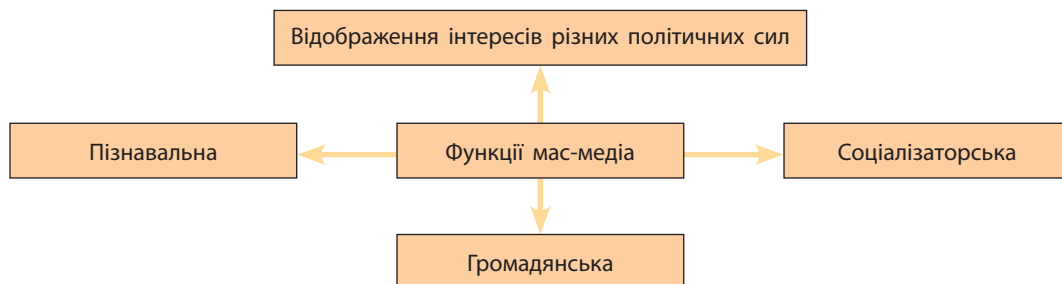 Відображення інтересів різних політичних сил
Пізнавальна
Функції мас-медіа
Соціалізаторська
Громадянська